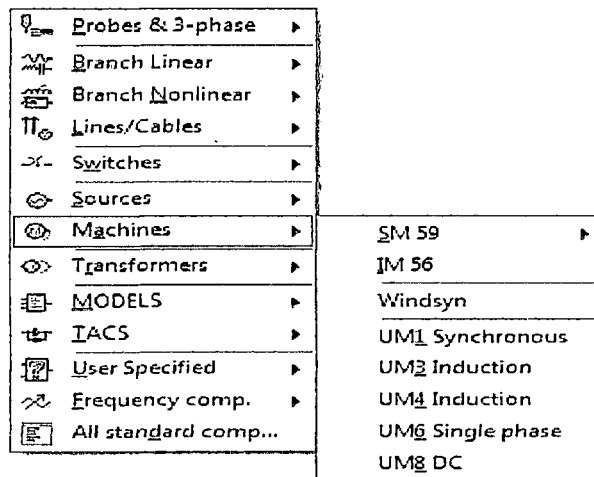 Probes & 3-phase
Branch Linear
Branch Nonlinear
Lines/Cables
Switches
Sources
Machines
Transformers
MODELS
TACS
User Specified
Frequency comp.
All standard comp...
SM 59
IM 56
Windsyn
UM1 Synchronous
UM3 Induction
UM4 Induction
UM6 Single phase
UM8 DC